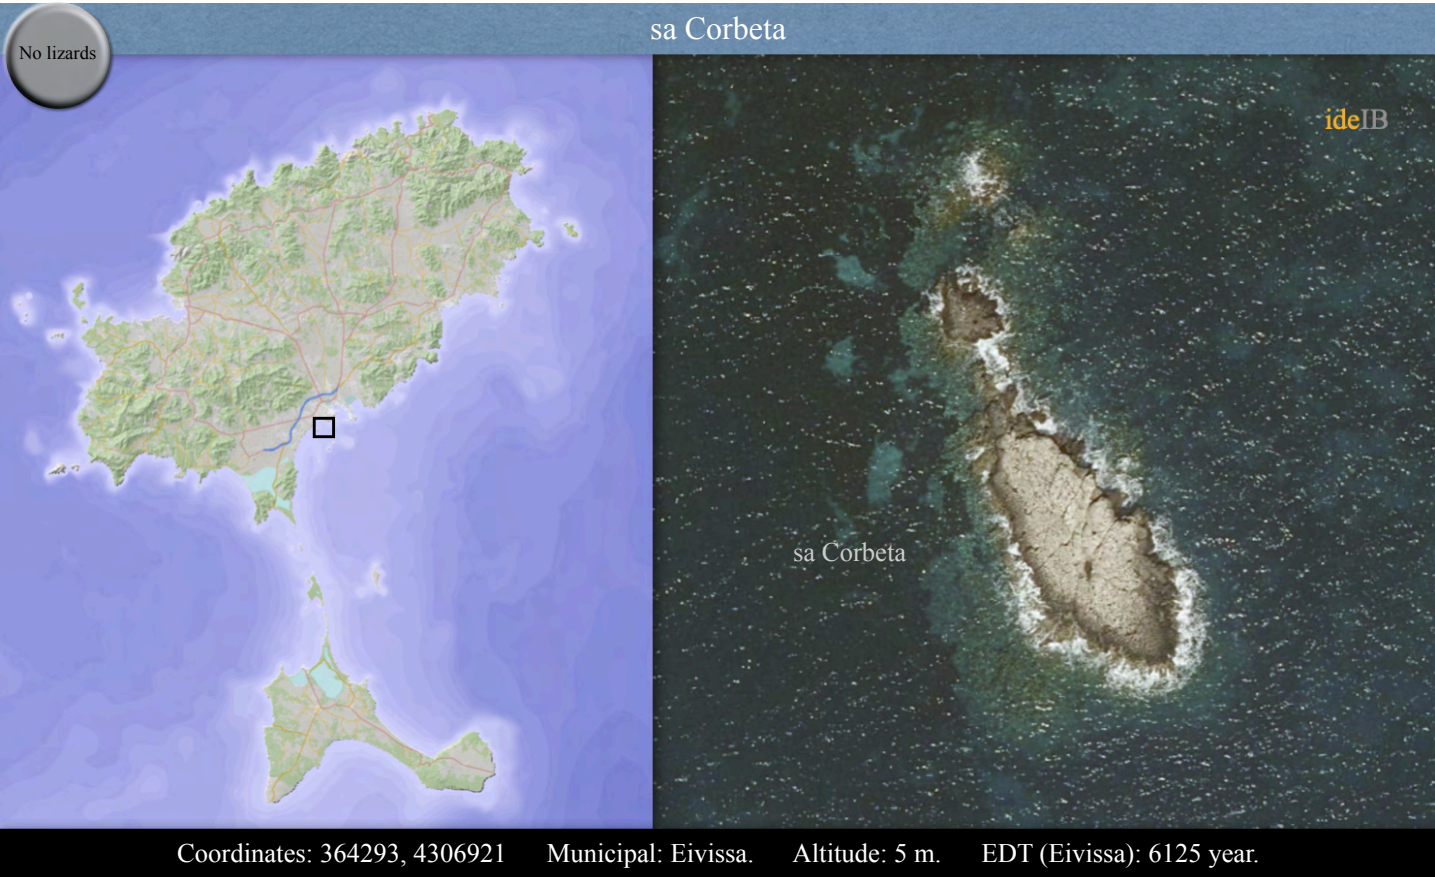 sa Corbeta
No lizards
ideIB
sa Corbeta
Coordinates: 364293, 4306921 Municipal: Eivissa. Altitude: 5 m. EDT (Eivissa): 6125 year.